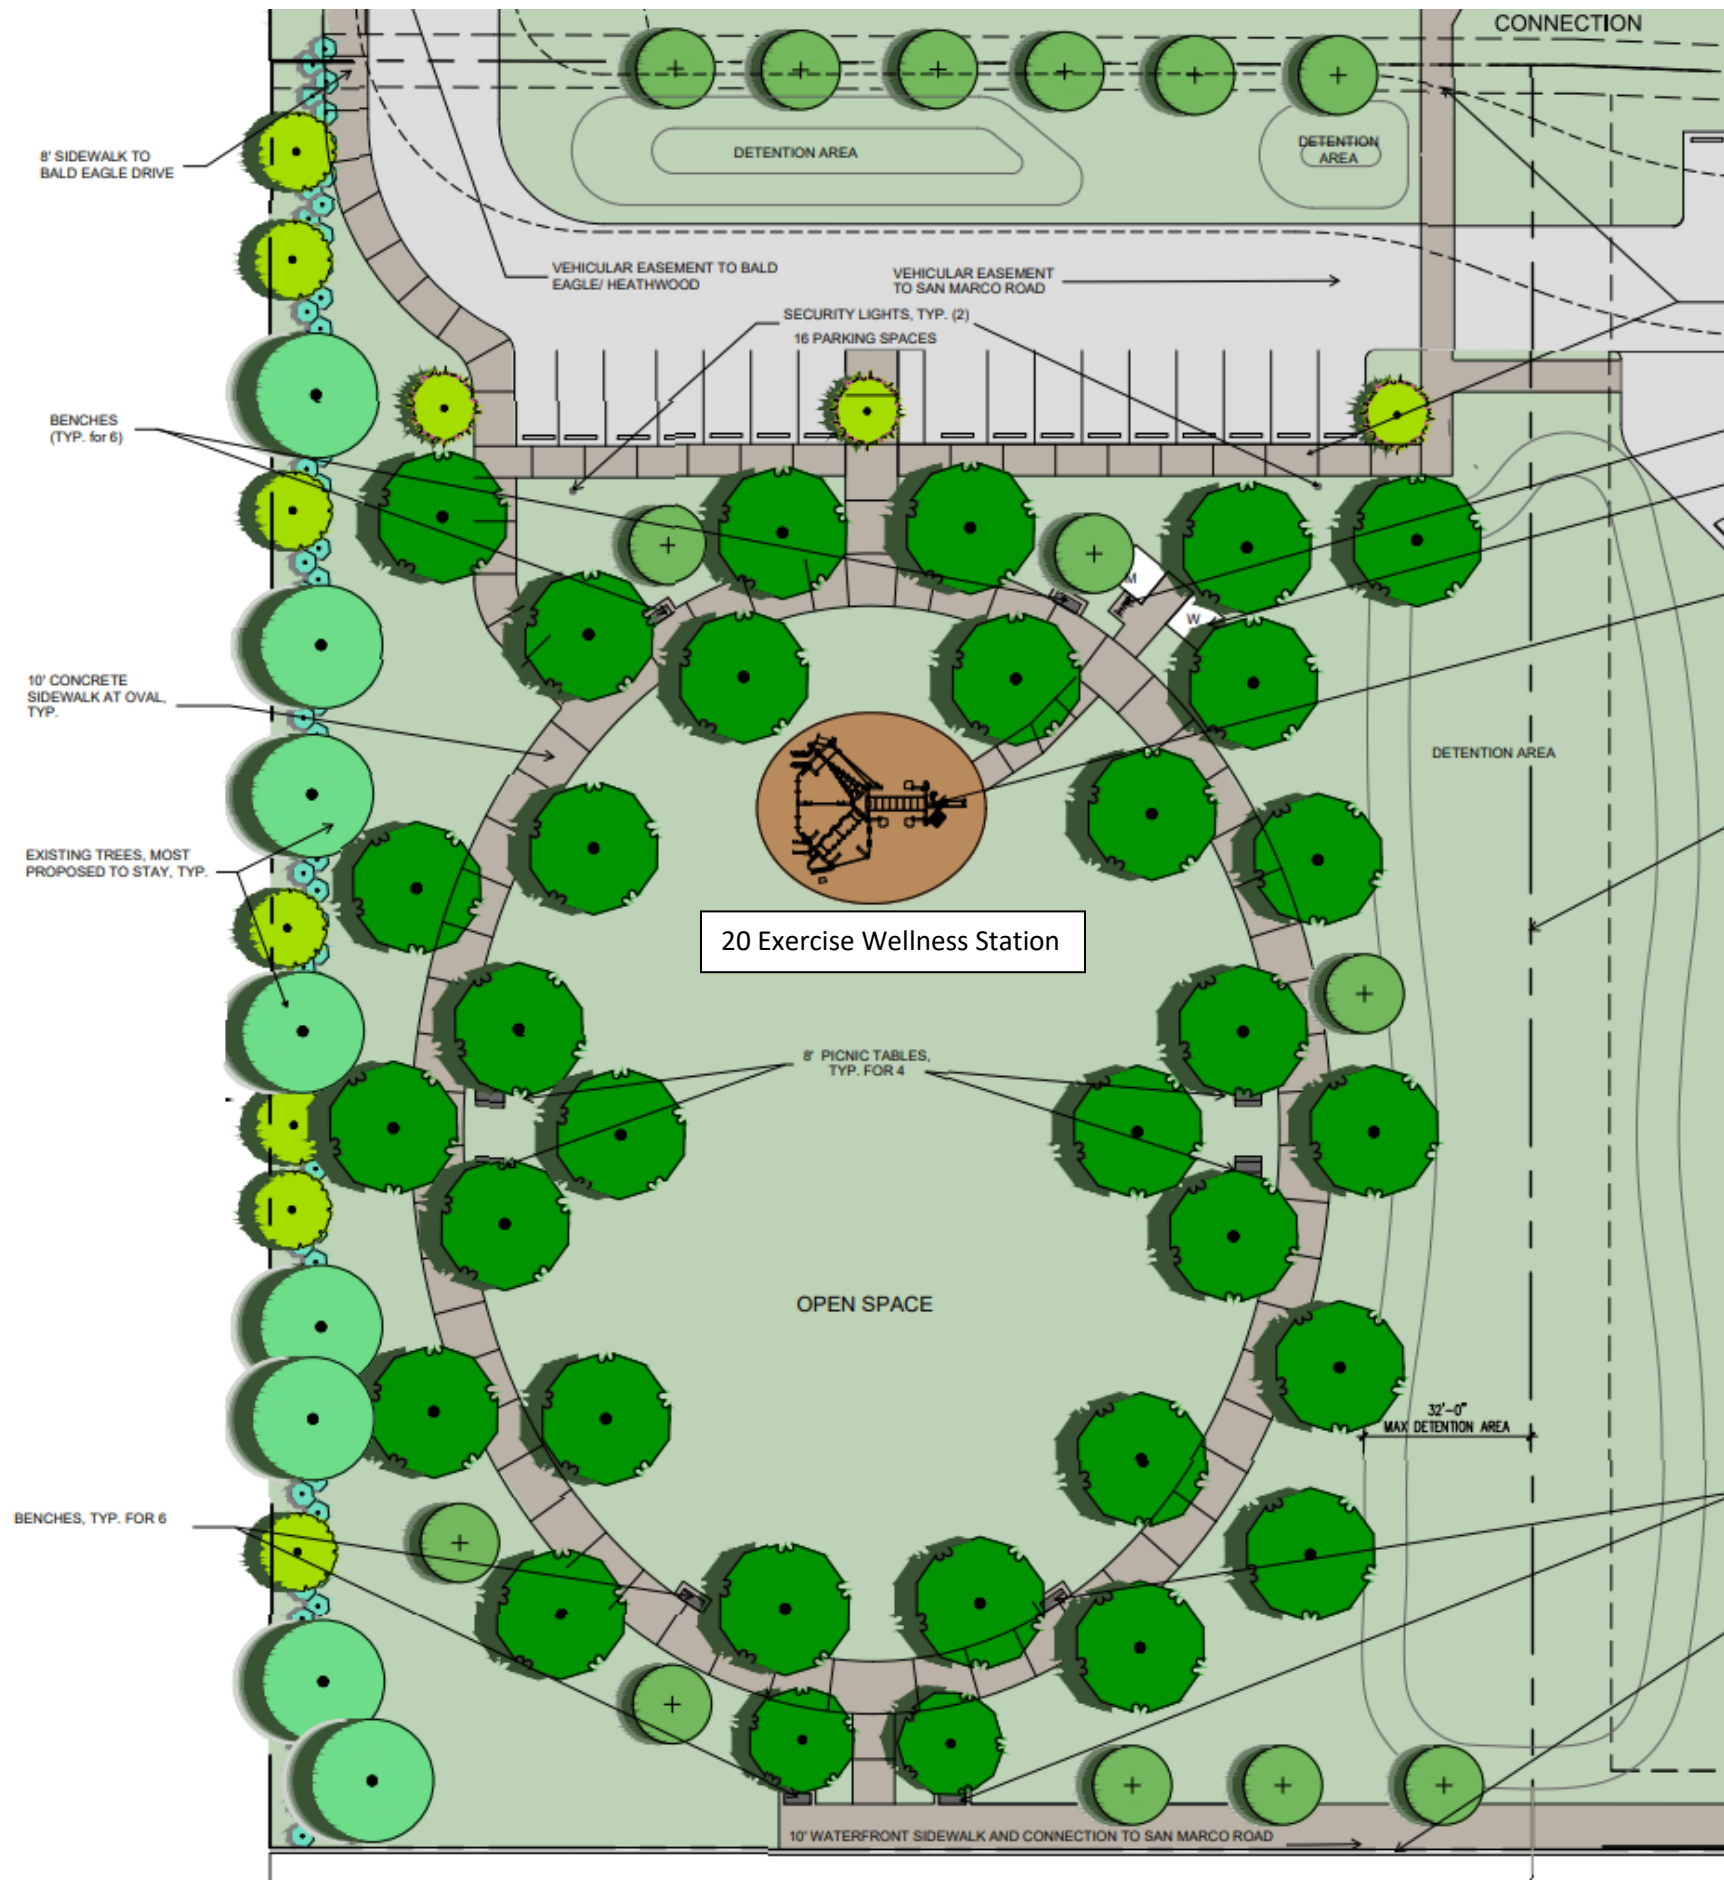 CONNECTION
DETENTION AREA
DETENTION
AREA
8' SIDEWALK TO
BALD EAGLE DRIVE
VEHICULAR EASEMENT TO BALD
EAGLE/ HEATHWOOD
VEHICULAR EASEMENT
TO SAN MARCO ROAD
SECURITY LIGHTS, TYP. (2)
16 PARKING SPACES
BENCHES
(TYP. for 6)
M
W
10' CONCRETE
SIDEWALK AT OVAL,
TYP.
DETENTION AREA
EXISTING TREES, MOST
PROPOSED TO STAY, TYP.
20 Exercise Wellness Station
8' PICNIC TABLES,
TYP. FOR 4
OPEN SPACE
32'-0"
MAX DETENTION AREA
BENCHES, TYP. FOR 6
10' WATERFRONT SIDEWALK AND CONNECTION TO SAN MARCO ROAD